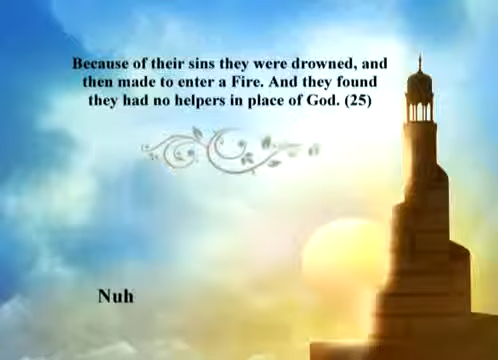 Because of their sins they were drowned, and
then made to enter a Fire. And they found
they had no helpers in place of God. (25)
Nuh